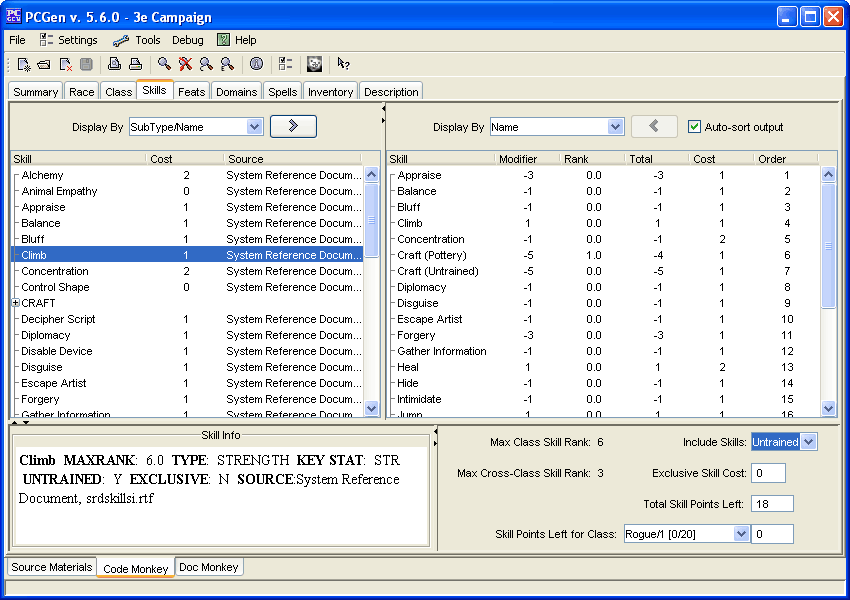 PCGen v. 5.6.0 - 3e Campaign
File Settings Tools Debug Help
Summary Race Class Skills Feats Domains Spells Inventory Description
Display By SubType/Name
Display By Name Auto-sort output
Skill Cost Source
Alchemy 2 System Reference Docum...
Animal Empathy 0 System Reference Docum...
Appraise 1 System Reference Docum...
Balance 1 System Reference Docum...
Bluff 1 System Reference Docum...
Climb 1 System Reference Docum...
Concentration 2 System Reference Docum...
Control Shape 0 System Reference Docum...
CRAFT
Decipher Script 1 System Reference Docum...
Diplomacy 1 System Reference Docum...
Disable Device 1 System Reference Docum...
Disguise 1 System Reference Docum...
Escape Artist 1 System Reference Docum...
Forgery 1 System Reference Docum...
Gather Information 1 System Reference Docum...
Skill Modifier Rank Total Cost Order
Appraise -3 0.0 -3 1 1
Balance -1 0.0 -1 1 2
Bluff -1 0.0 -1 1 3
Climb 1 0.0 1 1 4
Concentration -1 0.0 -1 2 5
Craft (Pottery) -5 1.0 -4 1 6
Craft (Untrained) -5 0.0 -5 1 7
Diplomacy -1 0.0 -1 1 8
Disguise -1 0.0 -1 1 9
Escape Artist -1 0.0 -1 1 10
Forgery -3 0.0 -3 1 11
Gather Information -1 0.0 -1 1 12
Heal 1 0.0 1 2 13
Hide -1 0.0 -1 1 14
Intimidate -1 0.0 -1 1 15
Jump 1 0.0 1 1 16
Skill Info
Climb MAXRANK: 6.0 TYPE: STRENGTH KEY STAT: STR
UNTRAINED: Y EXCLUSIVE: N SOURCE:System Reference
Document, srdskillsi.rtf
Max Class Skill Rank: 6 Include Skills: Untrained
Max Cross-Class Skill Rank: 3 Exclusive Skill Cost: 0
Total Skill Points Left: 18
Skill Points Left for Class: Rogue/1 [0/20] 0
Source Materials Code Monkey Doc Monkey